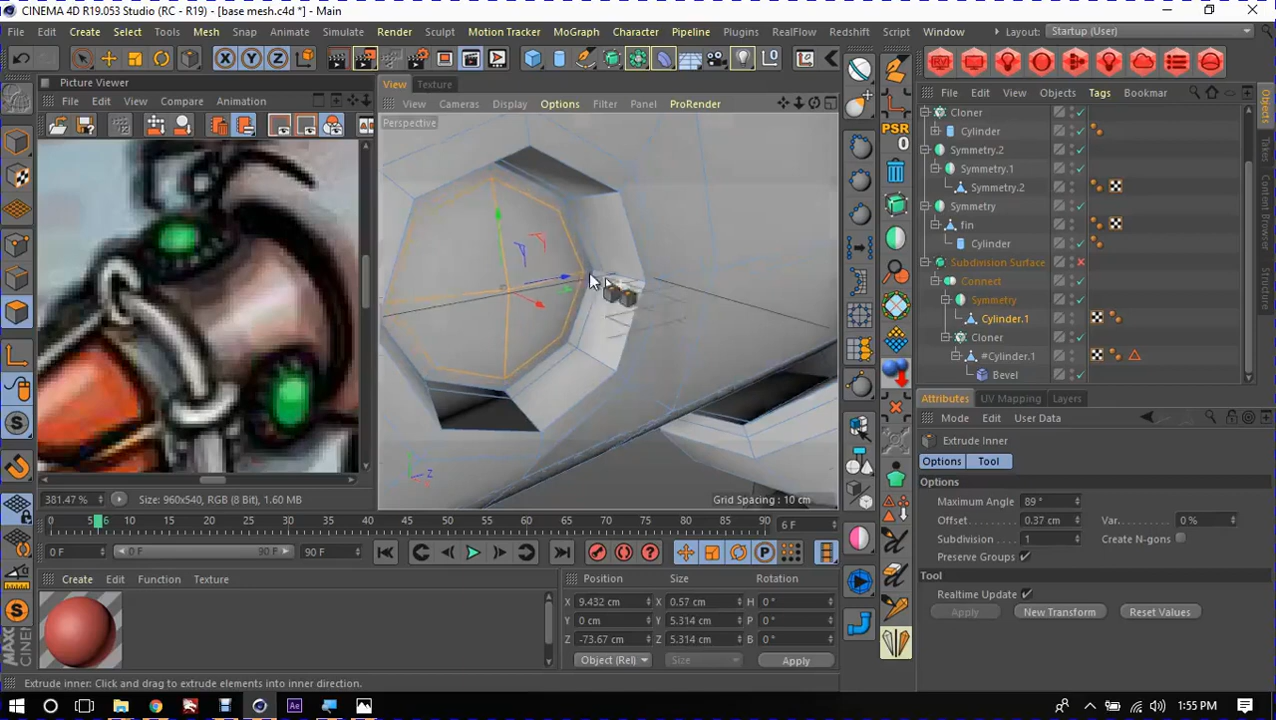 CINEMA 4D R19.053 Studio (RC - R19) - [base mesh.c4d *] - Main
File Edit Create Select Tools Mesh Snap Animate Simulate Render Sculpt Motion Tracker MoGraph Character Pipeline Plugins RealFlow Redshift Script Window Layout: Startup (User)
PSR
0
Picture Viewer
File Edit View Compare Animation
View Texture
View Cameras Display Options Filter Panel ProRender
Perspective
Grid Spacing : 10 cm
381.47 % Size: 960x540, RGB (8 Bit), 1.60 MB
File Edit View Objects Tags Bookmar
Cloner
Cylinder
Symmetry.2
Symmetry.1
Symmetry.2
Symmetry
fin
Cylinder
Subdivision Surface
Connect
Symmetry
Cylinder.1
Cloner
#Cylinder.1
Bevel
Objects
Takes
Content Browser
Structure
Attributes UV Mapping Layers
Mode Edit User Data
Extrude Inner
Options Tool
Options
Maximum Angle 89 °
Offset 0.37 cm Var. 0 %
Subdivision 1 Create N-gons
Preserve Groups
Tool
Realtime Update
Apply New Transform Reset Values
0 5 6 10 15 20 25 30 35 40 45 50 55 60 65 70 75 80 85 90 6 F
0 F 0 F 90 F 90 F
Create Edit Function Texture
Position Size Rotation
X 9.432 cm X 0.57 cm H 0 °
Y 0 cm Y 5.314 cm P 0 °
Z -73.67 cm Z 5.314 cm B 0 °
Object (Rel) Size Apply
Extrude inner: Click and drag to extrude elements into inner direction.
1:55 PM